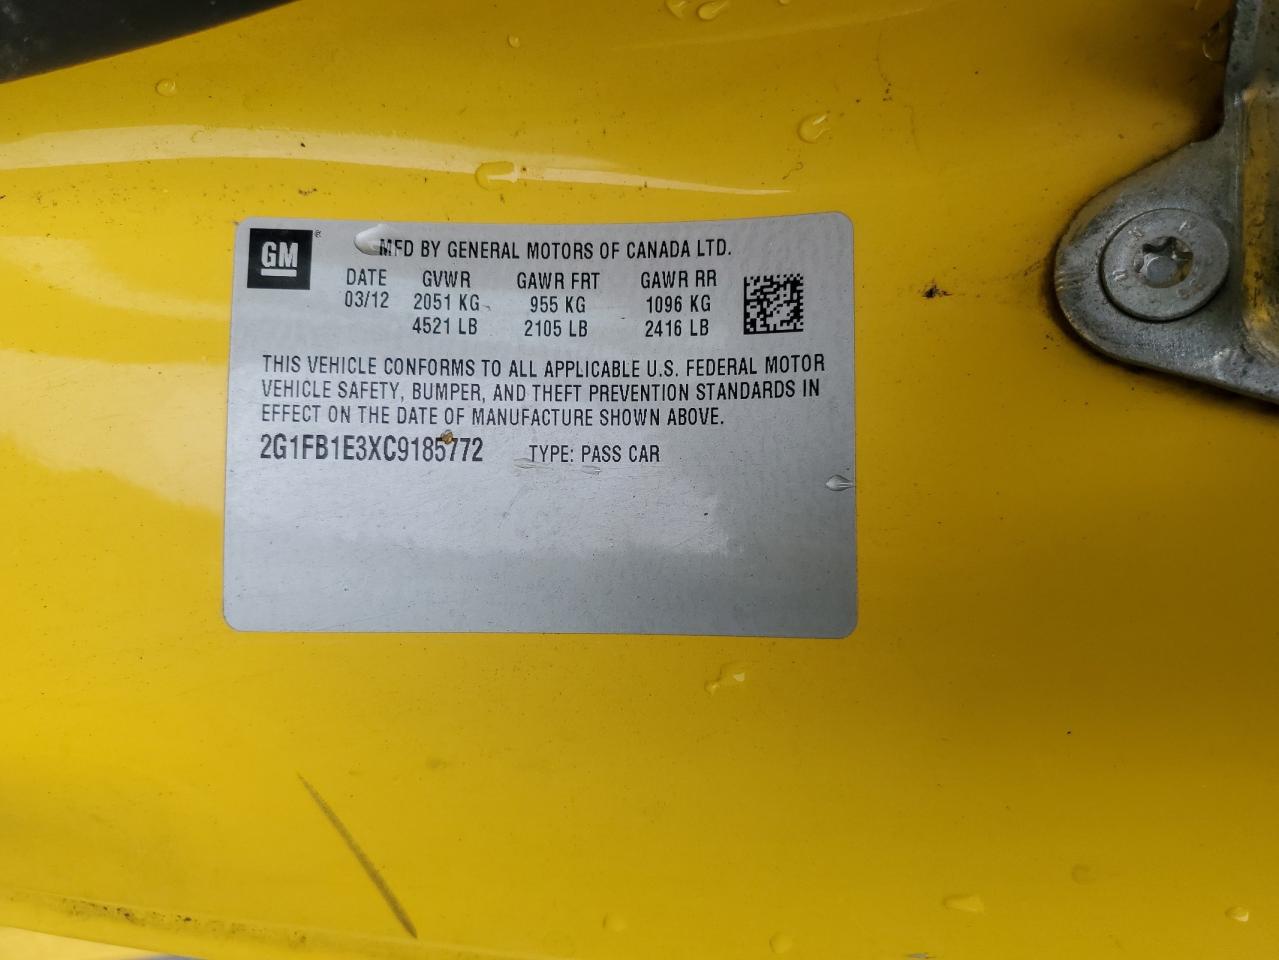 GM
MFD BY GENERAL MOTORS OF CANADA LTD.
DATE GVWR GAWR FRT GAWR RR
03/12 2051 KG 955 KG 1096 KG
4521 LB 2105 LB 2416 LB
THIS VEHICLE CONFORMS TO ALL APPLICABLE U.S. FEDERAL MOTOR
VEHICLE SAFETY, BUMPER, AND THEFT PREVENTION STANDARDS IN
EFFECT ON THE DATE OF MANUFACTURE SHOWN ABOVE.
2G1FB1E3XC9185772 TYPE: PASS CAR